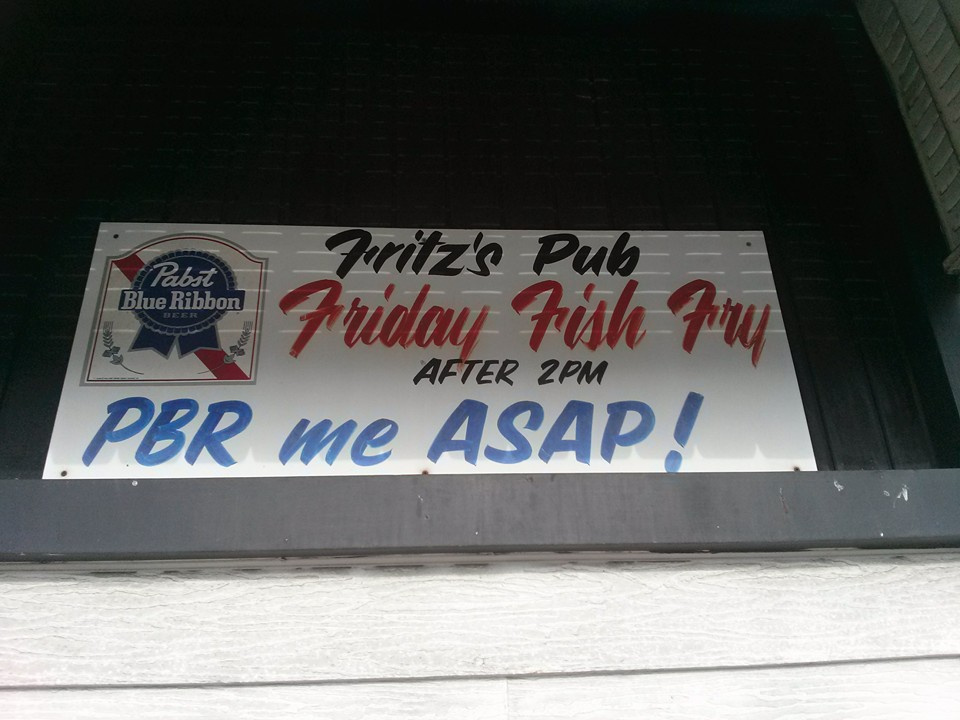 Fritz's Pub
Pabst
Blue Ribbon
BEER
Friday Fish Fry
AFTER 2PM
PBR me ASAP!